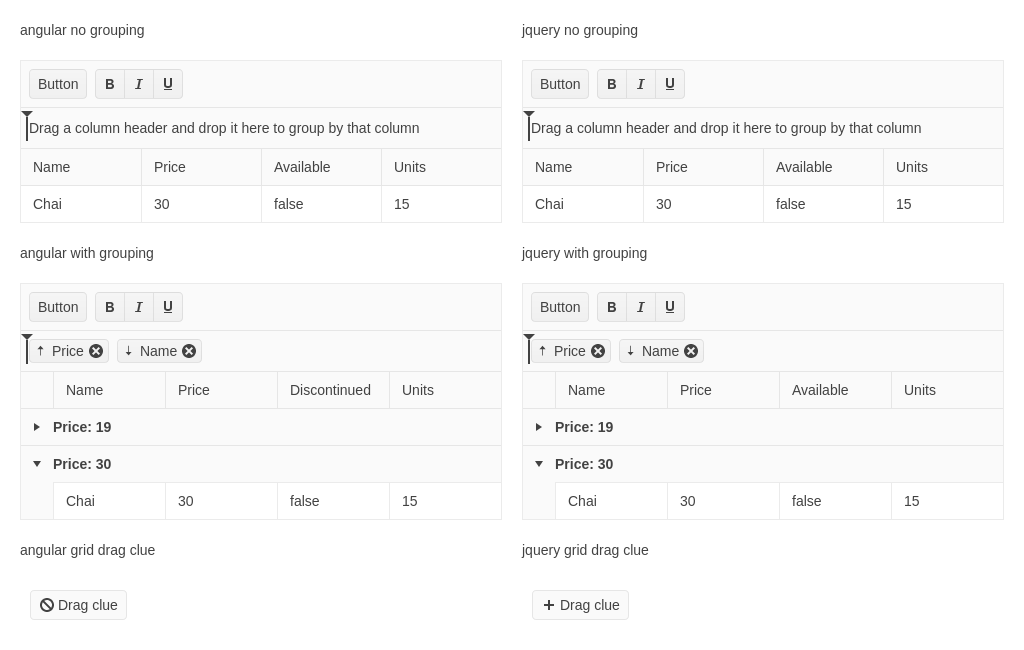 angular no grouping
Button B I U
Drag a column header and drop it here to group by that column
Name Price Available Units
Chai 30 false 15
angular with grouping
Button B I U
Price Name
Name Price Discontinued Units
Price: 19
Price: 30
Chai 30 false 15
angular grid drag clue
Drag clue
jquery no grouping
Button B I U
Drag a column header and drop it here to group by that column
Name Price Available Units
Chai 30 false 15
jquery with grouping
Button B I U
Price Name
Name Price Available Units
Price: 19
Price: 30
Chai 30 false 15
jquery grid drag clue
Drag clue